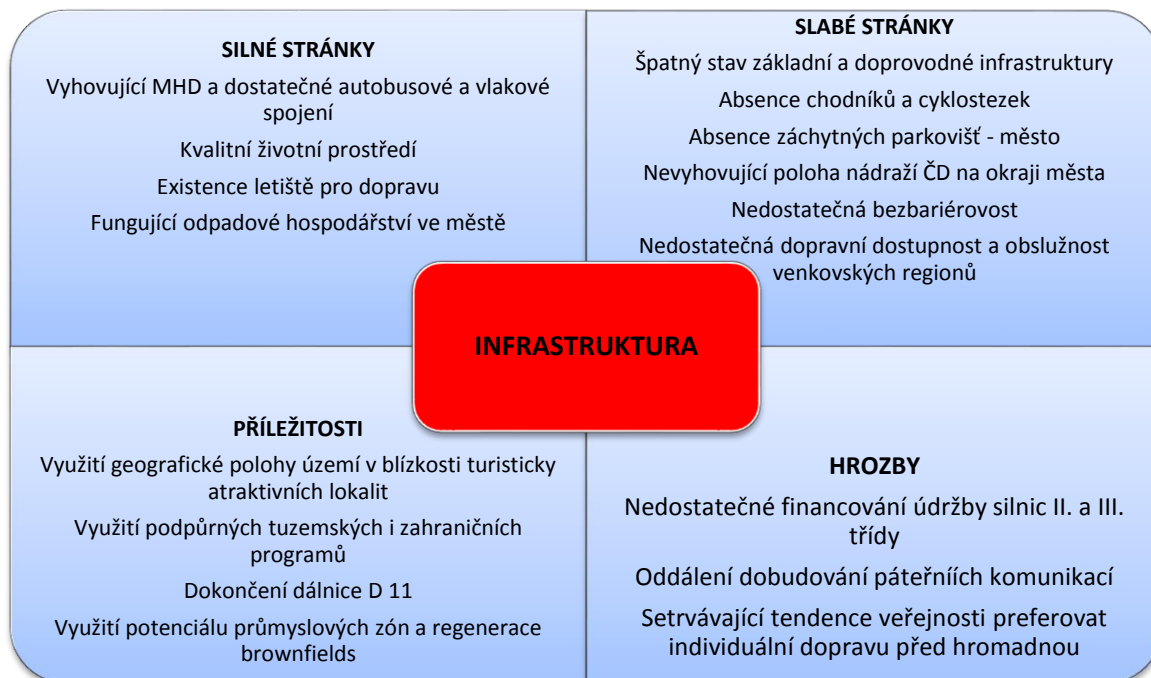 SILNÉ STRÁNKY
Vyhovující MHD a dostatečné autobusové a vlakové
spojení
Kvalitní životní prostředí
Existence letiště pro dopravu
Fungující odpadové hospodářství ve městě
SLABÉ STRÁNKY
Špatný stav základní a doprovodné infrastruktury
Absence chodníků a cyklostezek
Absence záchytných parkovišť - město
Nevyhovující poloha nádraží ČD na okraji města
Nedostatečná bezbariérovost
Nedostatečná dopravní dostupnost a obslužnost
venkovských regionů
INFRASTRUKTURA
PŘÍLEŽITOSTI
Využití geografické polohy území v blízkosti turisticky
atraktivních lokalit
Využití podpůrných tuzemských i zahraničních
programů
Dokončení dálnice D 11
Využití potenciálu průmyslových zón a regenerace
brownfields
HROZBY
Nedostatečné financování údržby silnic II. a III.
třídy
Oddálení dobudování páteřních komunikací
Setrvávající tendence veřejnosti preferovat
individuální dopravu před hromadnou